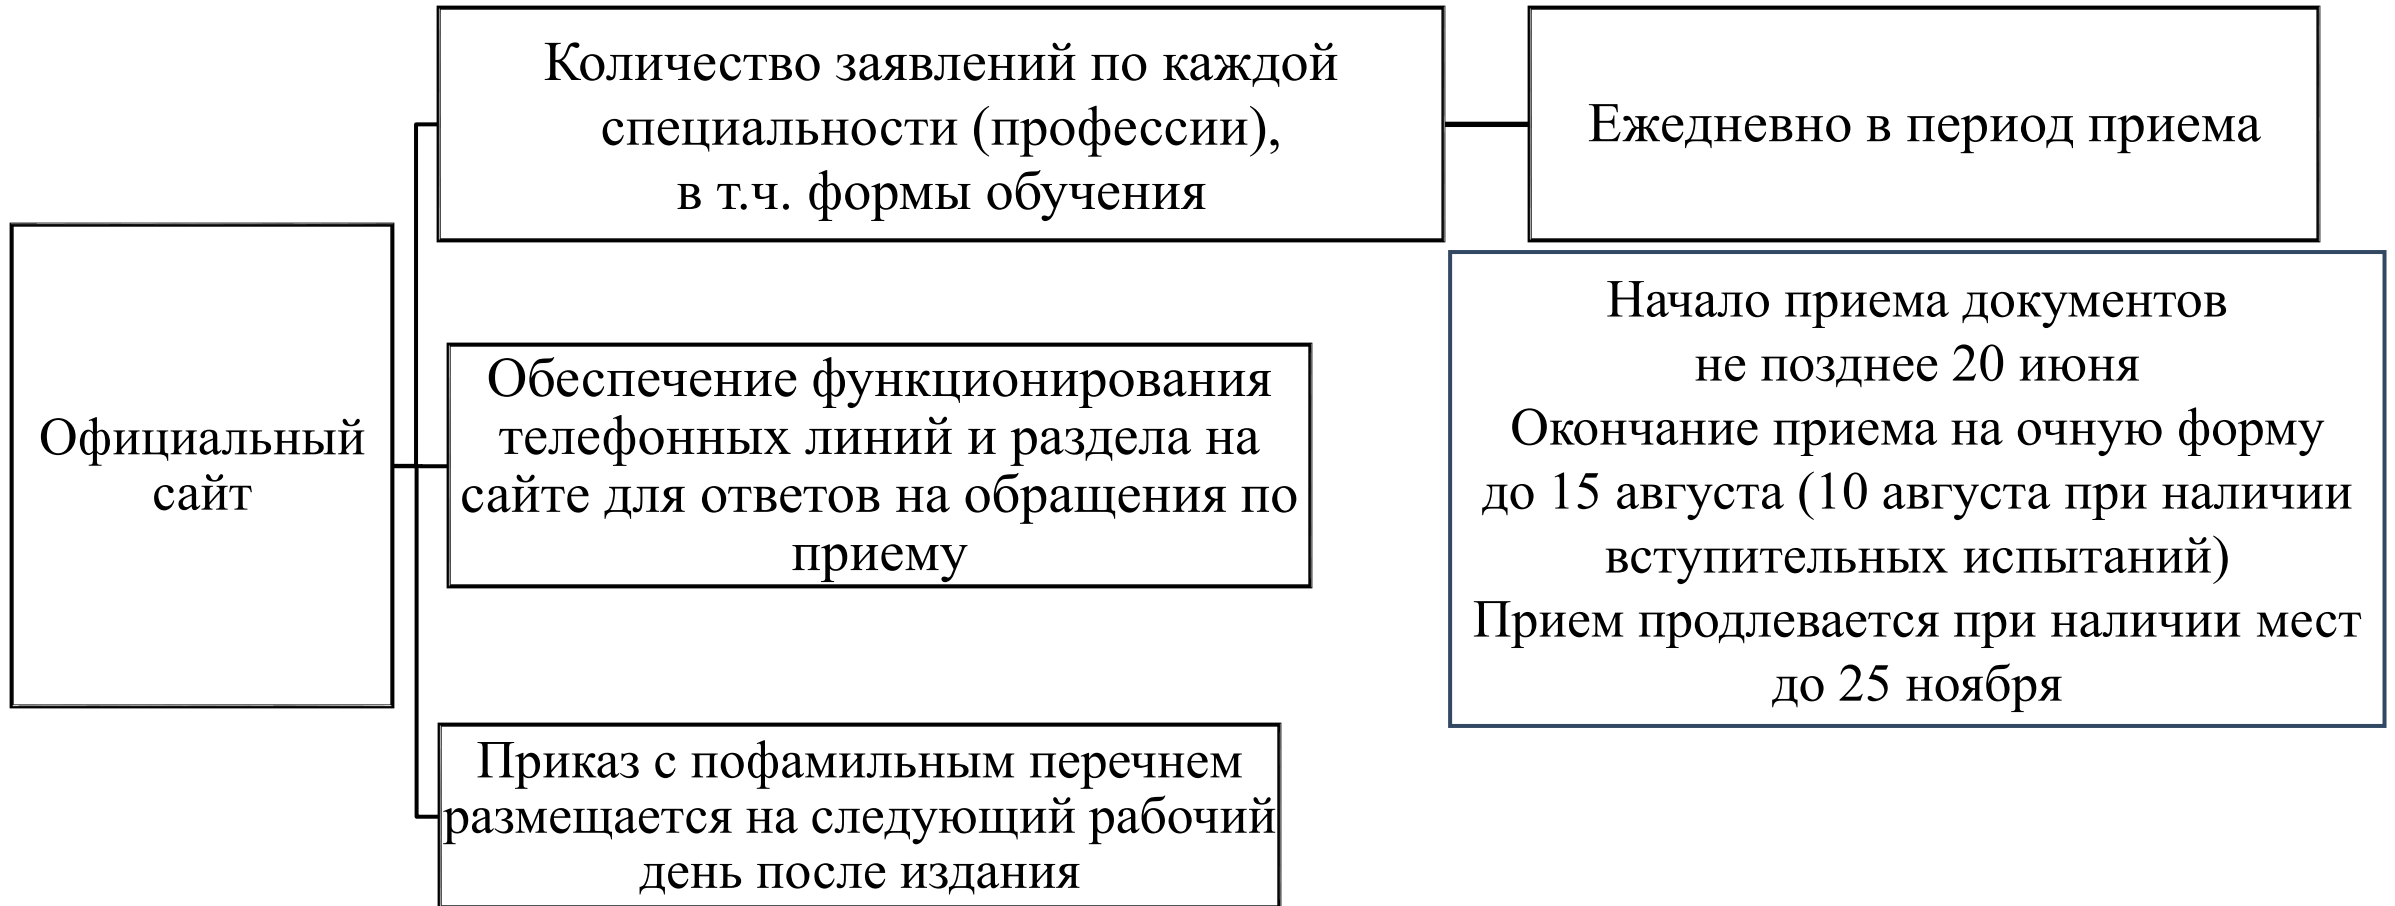 Официальный
сайт
Количество заявлений по каждой
специальности (профессии),
в т.ч. формы обучения
Ежедневно в период приема
Обеспечение функционирования
телефонных линий и раздела на
сайте для ответов на обращения по
приему
Приказ с пофамильным перечнем
размещается на следующий рабочий
день после издания
Начало приема документов
не позднее 20 июня
Окончание приема на очную форму
до 15 августа (10 августа при наличии
вступительных испытаний)
Прием продлевается при наличии мест
до 25 ноября